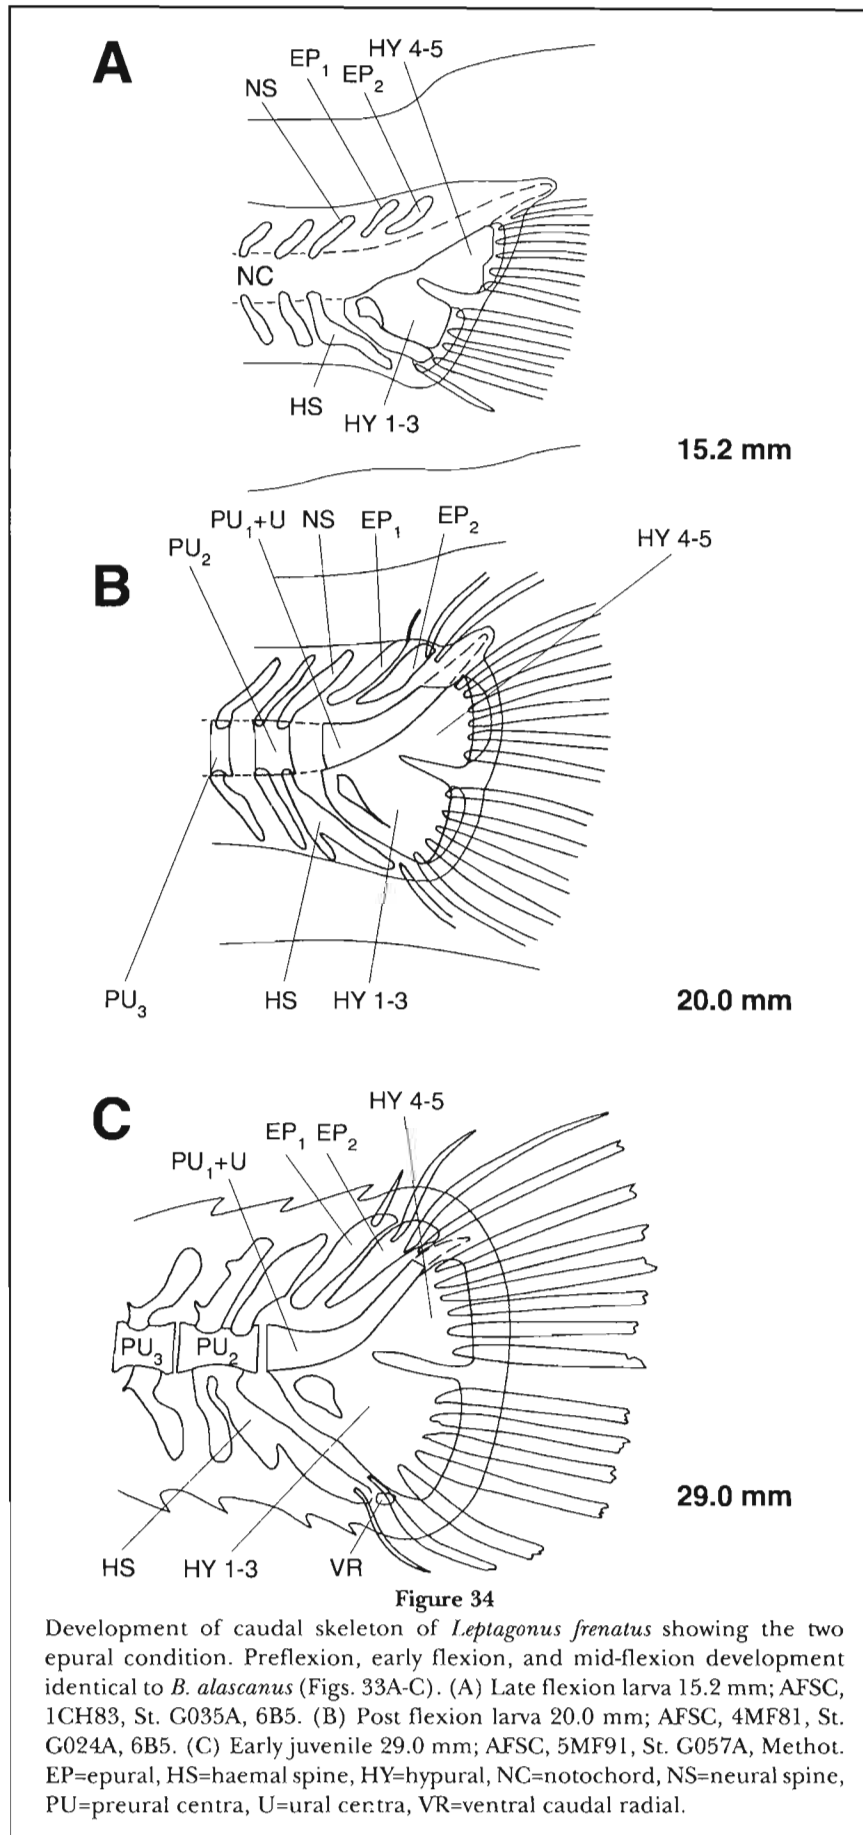 A
HY 4-5
EP1
EP2
NS
NC
HS
HY 1-3
15.2 mm
B
PU1+U NS EP1 EP2
HY 4-5
PU2
PU3
HS HY 1-3
20.0 mm
C
HY 4-5
EP1 EP2
PU1+U
PU3 PU2
29.0 mm
HS HY 1-3 VR
Figure 34
Development of caudal skeleton of Leptagonus frenatus showing the two
epural condition. Preflexion, early flexion, and mid-flexion development
identical to B. alascanus (Figs. 33A-C). (A) Late flexion larva 15.2 mm; AFSC,
1CH83, St. G035A, 6B5. (B) Post flexion larva 20.0 mm; AFSC, 4MF81, St.
G024A, 6B5. (C) Early juvenile 29.0 mm; AFSC, 5MF91, St. G057A, Methot.
EP=epural, HS=haemal spine, HY=hypural, NC=notochord, NS=neural spine,
PU=preural centra, U=ural centra, VR=ventral caudal radial.